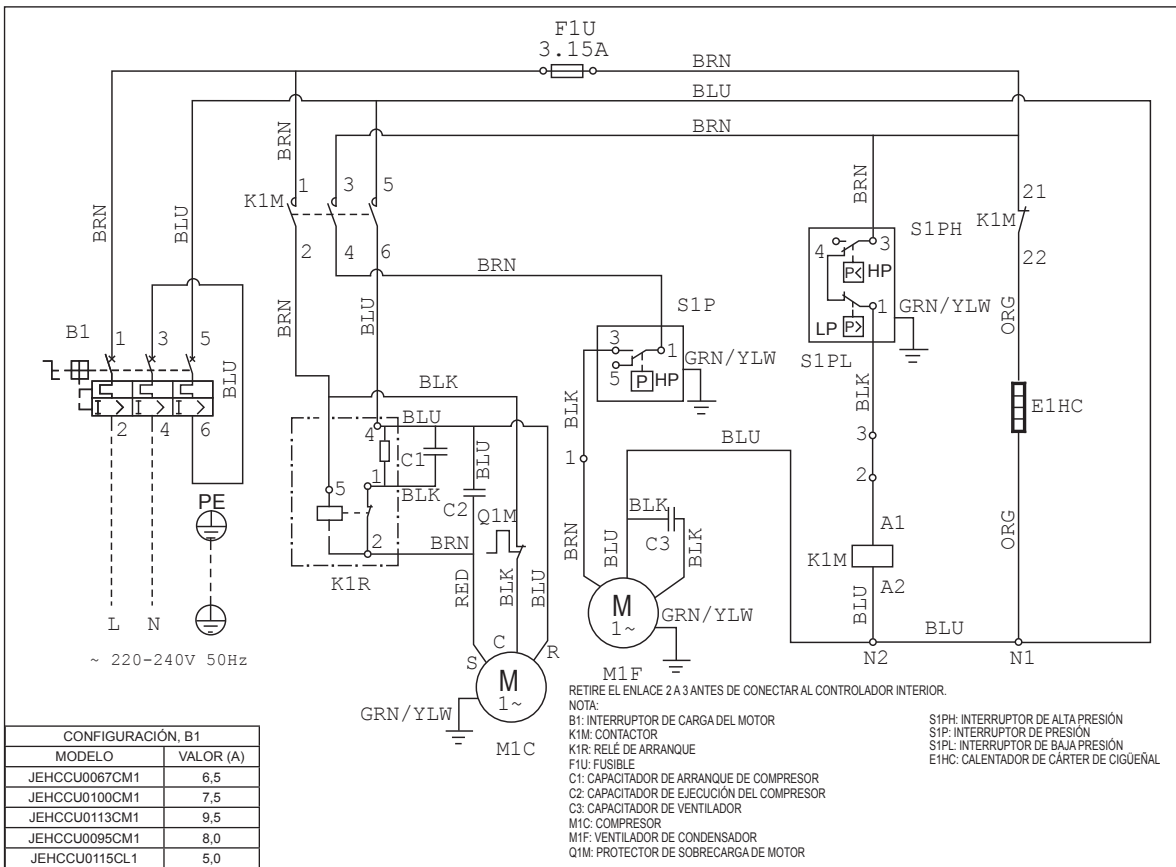 F1U
3.15A
BRN
BLU
BRN
BRN
BRN
BLU
BRN
1
3
5
K1M
2
4
6
BRN
21
K1M
22
S1PH
4
3
P<
HP
1
LP
P>
GRN/YLW
S1PL
ORG
B1
1
3
5
BLU
2
4
6
BRN
BLU
S1P
3
1
5
P
HP
GRN/YLW
BLK
BLU
4
C1
1
BLK
5
2
BLU
C2
Q1M
BRN
K1R
BLK
1
BLU
BLK
3
2
E1HC
PE
L
N
~ 220-240V 50Hz
RED
BLK
BLU
BRN
BLU
BLK
C3
BLK
A1
K1M
A2
BLU
ORG
S
C
R
M
1~
GRN/YLW
M1C
M
1~
GRN/YLW
M1F
BLU
N2
N1
RETIRE EL ENLACE 2 A 3 ANTES DE CONECTAR AL CONTROLADOR INTERIOR.
NOTA:
B1: INTERRUPTOR DE CARGA DEL MOTOR
K1M: CONTACTOR
K1R: RELÉ DE ARRANQUE
F1U: FUSIBLE
C1: CAPACITADOR DE ARRANQUE DE COMPRESOR
C2: CAPACITADOR DE EJECUCIÓN DEL COMPRESOR
C3: CAPACITADOR DE VENTILADOR
M1C: COMPRESOR
M1F: VENTILADOR DE CONDENSADOR
Q1M: PROTECTOR DE SOBRECARGA DE MOTOR
S1PH: INTERRUPTOR DE ALTA PRESIÓN
S1P: INTERRUPTOR DE PRESIÓN
S1PL: INTERRUPTOR DE BAJA PRESIÓN
E1HC: CALENTADOR DE CÁRTER DE CIGÜEÑAL
CONFIGURACIÓN, B1
MODELO VALOR (A)
JEHCCU0067CM1 6,5
JEHCCU0100CM1 7,5
JEHCCU0113CM1 9,5
JEHCCU0095CM1 8,0
JEHCCU0115CL1 5,0